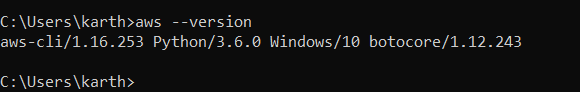 C:\Users\karth>aws --version
aws-cli/1.16.253 Python/3.6.0 Windows/10 botocore/1.12.243
C:\Users\karth>